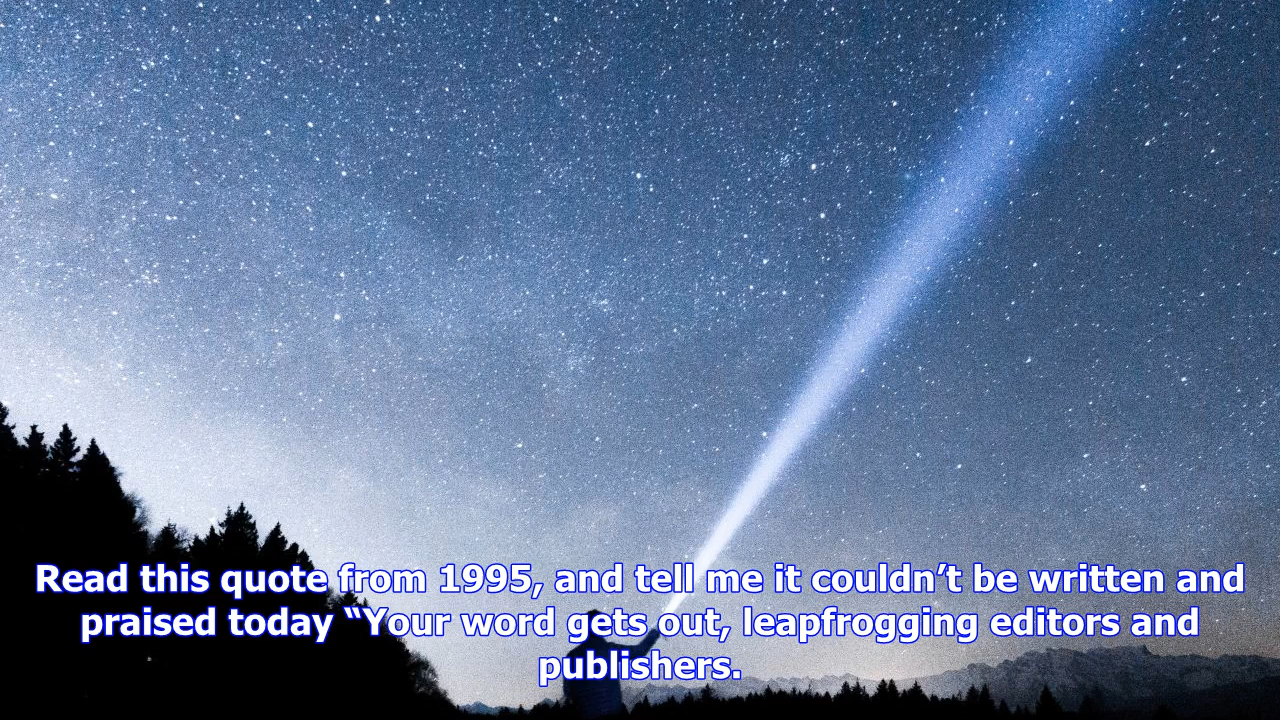 Read this quote from 1995, and tell me it couldn’t be written and
praised today “Your word gets out, leapfrogging editors and
publishers.